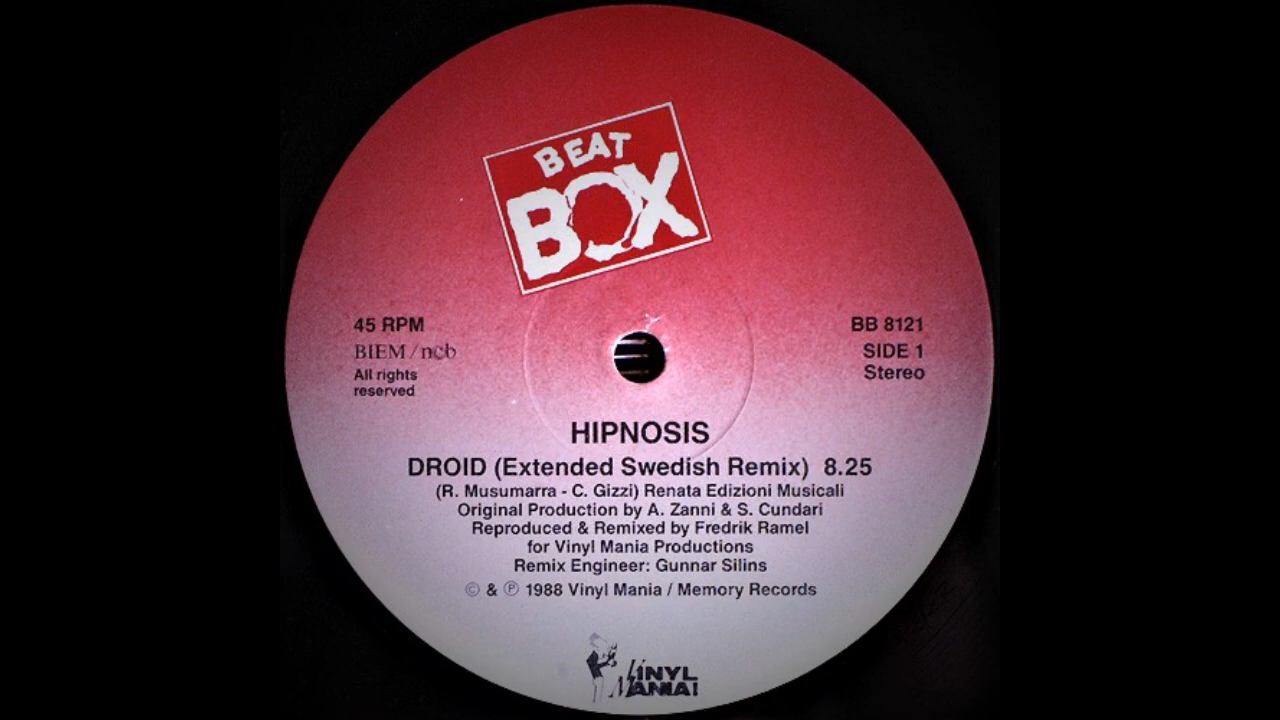 BEAT
BOX
45 RPM
BIEM/ncb
All rights
reserved
BB 8121
SIDE 1
Stereo
HIPNOSIS
DROID (Extended Swedish Remix) 8.25
(R. Musumarra - C. Gizzi) Renata Edizioni Musicali
Original Production by A. Zanni & S. Cundari
Reproduced & Remixed by Fredrik Ramel
for Vinyl Mania Productions
Remix Engineer: Gunnar Silins
© & ℗ 1988 Vinyl Mania / Memory Records
VINYL
MANIA!